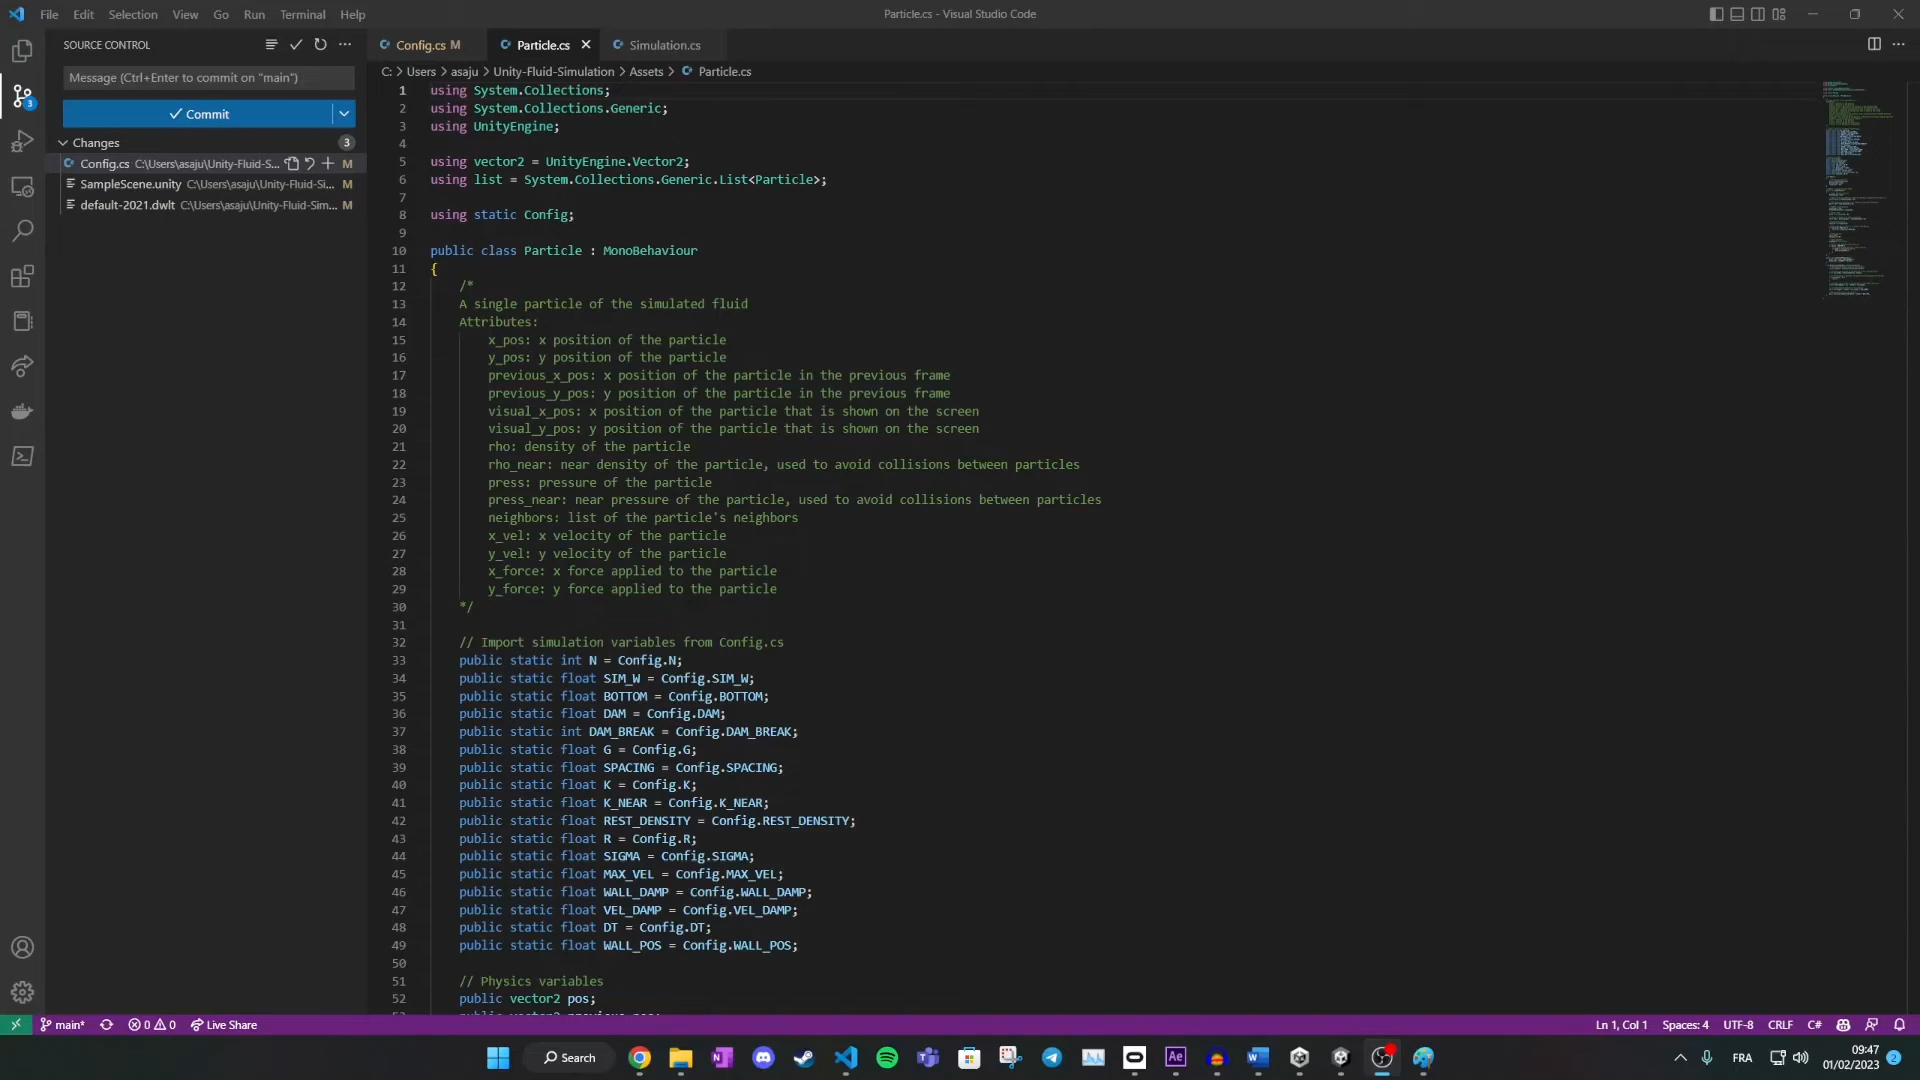 File Edit Selection View Go Run Terminal Help
Particle.cs - Visual Studio Code
SOURCE CONTROL
Message (Ctrl+Enter to commit on "main")
Commit
Changes 3
Config.cs C:\Users\asaju\Unity-Fluid-S... M
SampleScene.unity C:\Users\asaju\Unity-Fluid-Si... M
default-2021.dwlt C:\Users\asaju\Unity-Fluid-Sim... M
3
Config.cs M Particle.cs Simulation.cs
C: > Users > asaju > Unity-Fluid-Simulation > Assets > Particle.cs
1 using System.Collections;
2 using System.Collections.Generic;
3 using UnityEngine;
4
5 using vector2 = UnityEngine.Vector2;
6 using list = System.Collections.Generic.List<Particle>;
7
8 using static Config;
9
10 public class Particle : MonoBehaviour
11 {
12 /*
13 A single particle of the simulated fluid
14 Attributes:
15 x_pos: x position of the particle
16 y_pos: y position of the particle
17 previous_x_pos: x position of the particle in the previous frame
18 previous_y_pos: y position of the particle in the previous frame
19 visual_x_pos: x position of the particle that is shown on the screen
20 visual_y_pos: y position of the particle that is shown on the screen
21 rho: density of the particle
22 rho_near: near density of the particle, used to avoid collisions between particles
23 press: pressure of the particle
24 press_near: near pressure of the particle, used to avoid collisions between particles
25 neighbors: list of the particle's neighbors
26 x_vel: x velocity of the particle
27 y_vel: y velocity of the particle
28 x_force: x force applied to the particle
29 y_force: y force applied to the particle
30 */
31
32 // Import simulation variables from Config.cs
33 public static int N = Config.N;
34 public static float SIM_W = Config.SIM_W;
35 public static float BOTTOM = Config.BOTTOM;
36 public static float DAM = Config.DAM;
37 public static int DAM_BREAK = Config.DAM_BREAK;
38 public static float G = Config.G;
39 public static float SPACING = Config.SPACING;
40 public static float K = Config.K;
41 public static float K_NEAR = Config.K_NEAR;
42 public static float REST_DENSITY = Config.REST_DENSITY;
43 public static float R = Config.R;
44 public static float SIGMA = Config.SIGMA;
45 public static float MAX_VEL = Config.MAX_VEL;
46 public static float WALL_DAMP = Config.WALL_DAMP;
47 public static float VEL_DAMP = Config.VEL_DAMP;
48 public static float DT = Config.DT;
49 public static float WALL_POS = Config.WALL_POS;
50
51 // Physics variables
52 public vector2 pos;
main* 0 0 Live Share
Ln 1, Col 1 Spaces: 4 UTF-8 CRLF C#
Search
Ae
FRA
09:47
01/02/2023
2